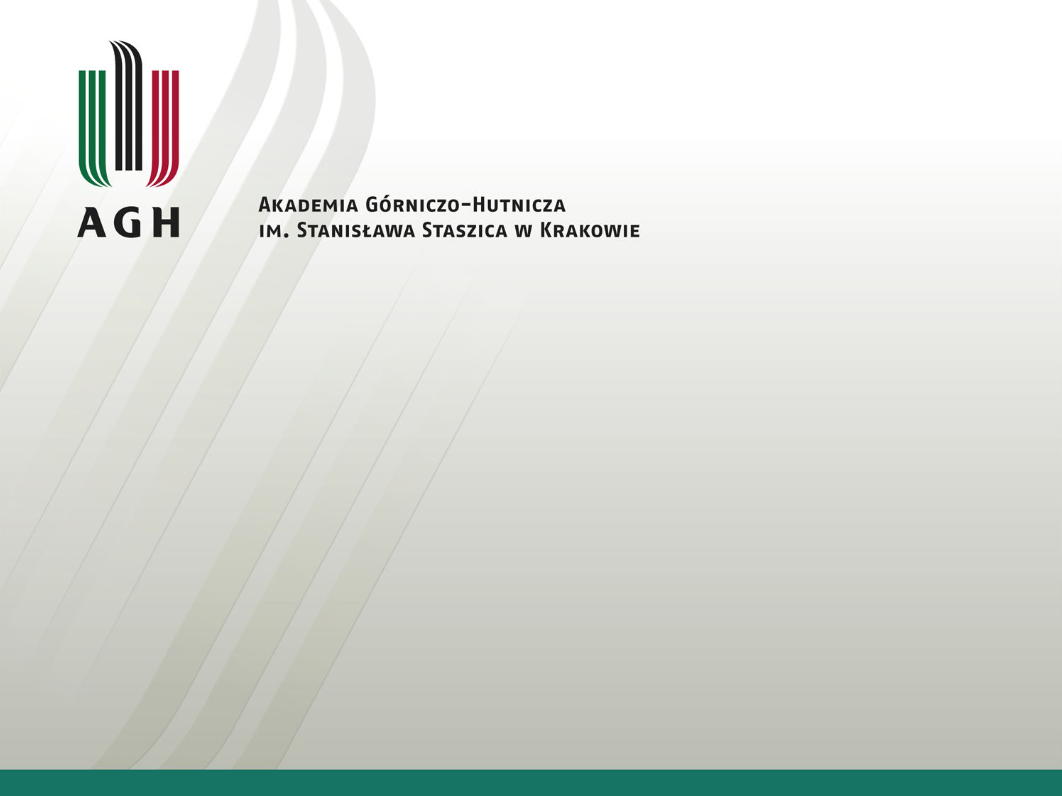 AGH
Akademia Górniczo-Hutnicza
im. Stanisława Staszica w Krakowie